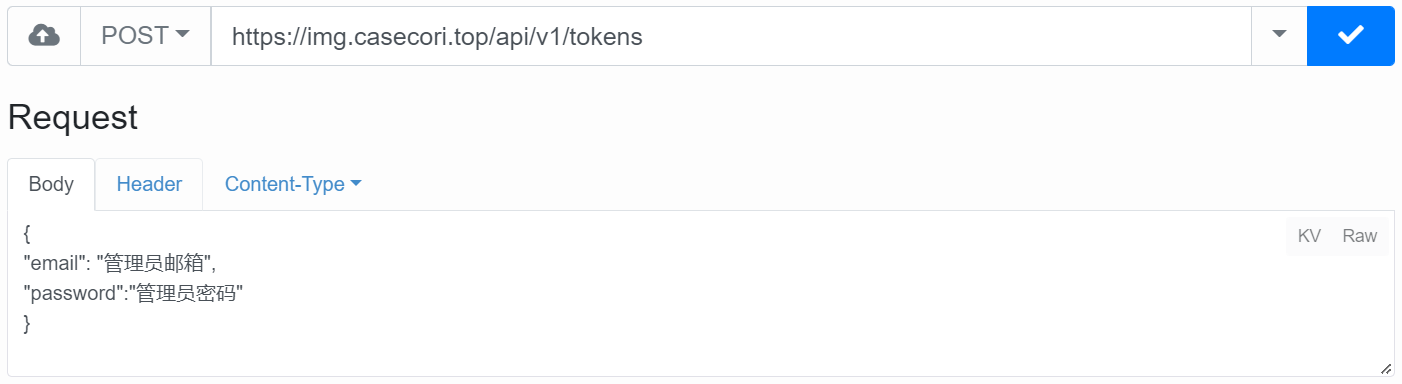 POST https://img.casecori.top/api/v1/tokens
Request
Body Header Content-Type
{
KV Raw
"email": "管理员邮箱",
"password":"管理员密码"
}